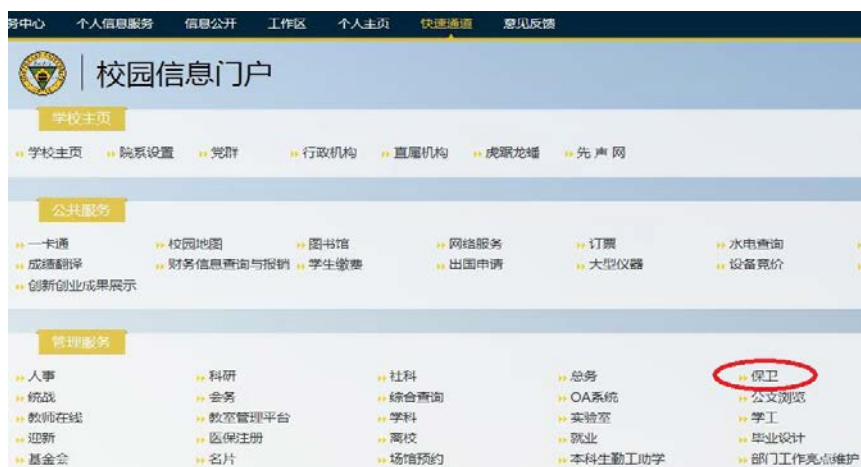 务中心 个人信息服务 信息公开 工作区 个人主页 快速通道 意见反馈
校园信息门户
学校主页
学校主页 院系设置 党群 行政机构 直属机构 虎踞龙蟠 先声网
公共服务
一卡通 校园地图 图书馆 网络服务 订票 水电查询
成绩翻译 财务信息查询与报销 学生缴费 出国申请 大型仪器 设备竞价
创新创业成果展示
管理服务
人事 科研 社科 总务 保卫
统战 会务 综合查询 OA系统 公文浏览
教师在线 教室管理平台 学科 实验室 学工
迎新 医保注册 离校 就业 毕业设计
基金会 名片 场馆预约 本科生勤工助学 部门工作亮点维护